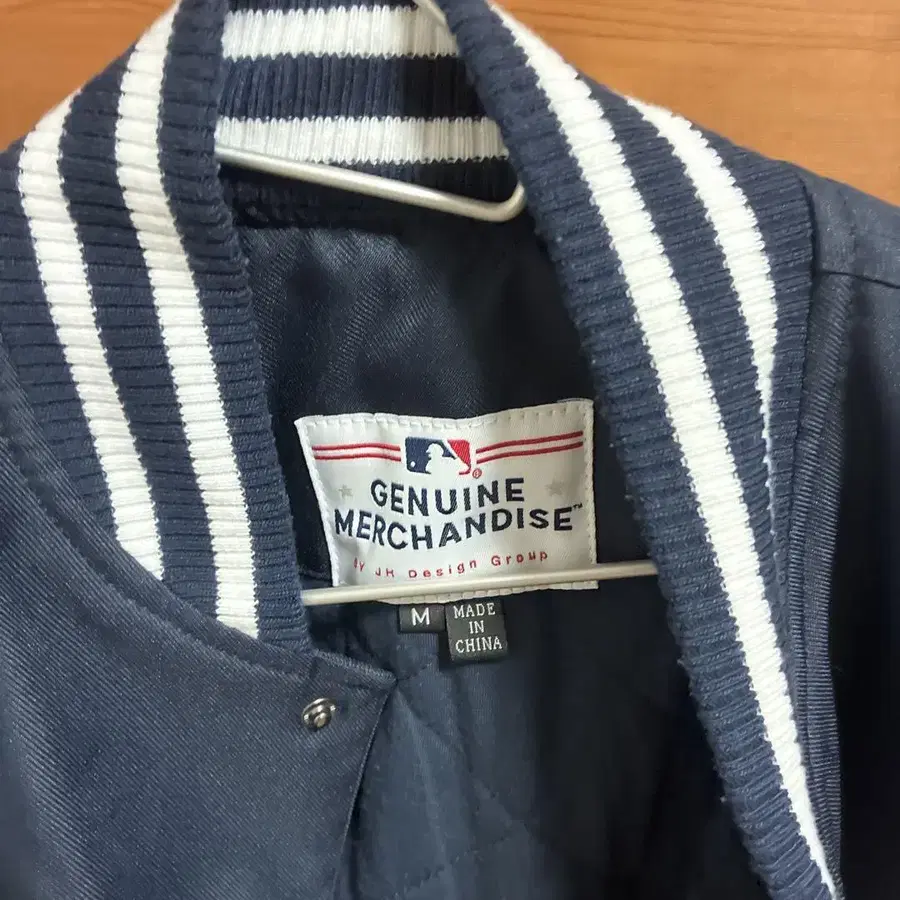 GENUINE
MERCHANDISE™
By JH Design Group
M
MADE
IN
CHINA